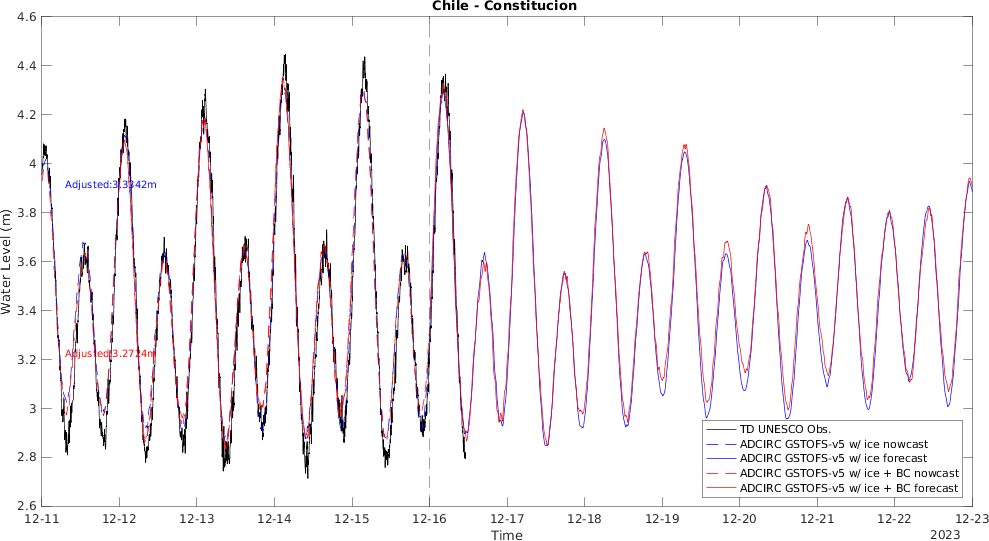 Chile - Constitucion
4.6
4.4
4.2
4
3.8
3.6
3.4
3.2
3
2.8
2.6
Water Level (m)
Adjusted:3.3342m
Adjusted:3.2724m
TD UNESCO Obs.
ADCIRC GSTOFS-v5 w/ ice nowcast
ADCIRC GSTOFS-v5 w/ ice forecast
ADCIRC GSTOFS-v5 w/ ice + BC nowcast
ADCIRC GSTOFS-v5 w/ ice + BC forecast
12-11 12-12 12-13 12-14 12-15 12-16 12-17 12-18 12-19 12-20 12-21 12-22 12-23
Time
2023